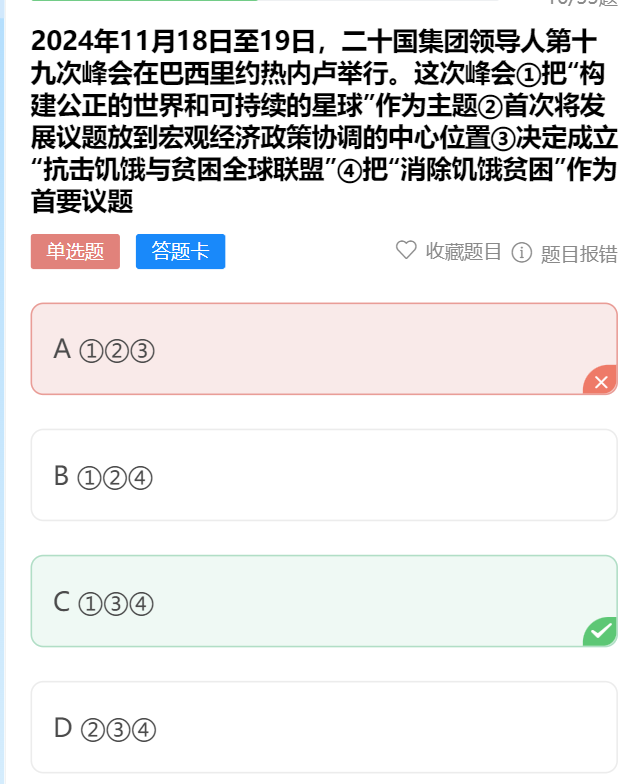 2024年11月18日至19日，二十国集团领导人第十
九次峰会在巴西里约热内卢举行。这次峰会①把“构
建公正的世界和可持续的星球”作为主题②首次将发
展议题放到宏观经济政策协调的中心位置③决定成立
“抗击饥饿与贫困全球联盟”④把“消除饥饿贫困”作为
首要议题
单选题 答题卡 收藏题目 题目报错
A ①②③
B ①②④
C ①③④
D ②③④